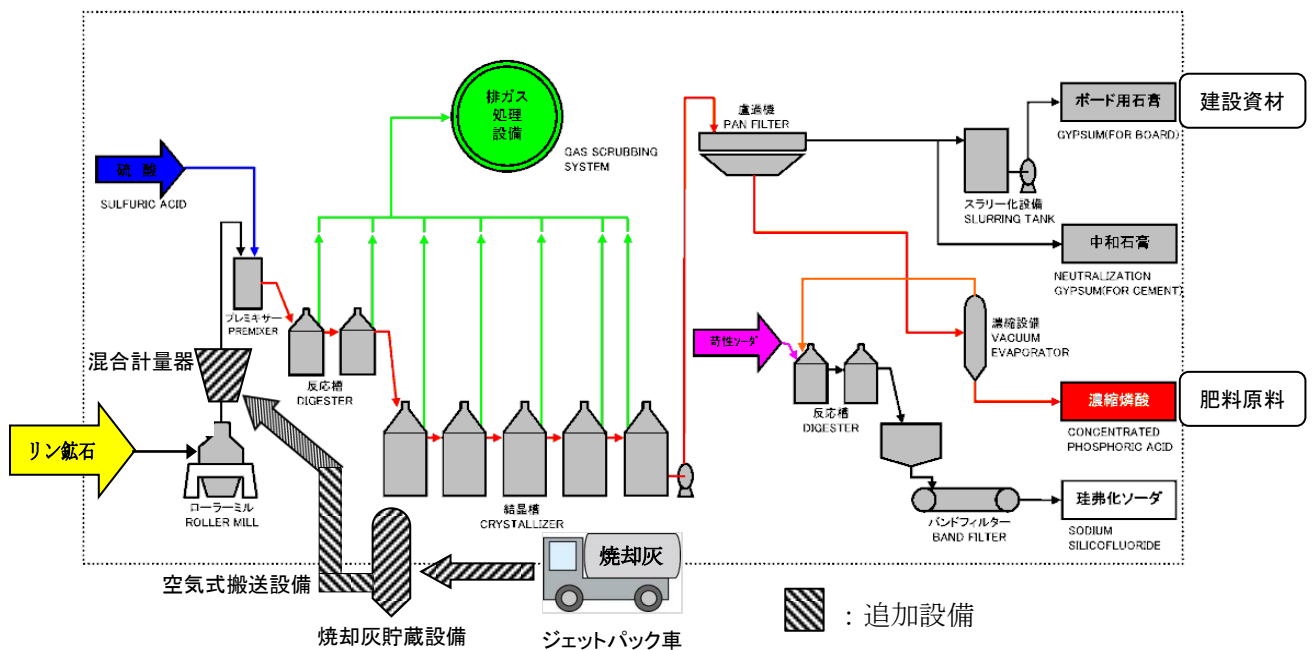 排ガス
処理
設備
GAS SCRUBBING
SYSTEM
濾過機
PAN FILTER
ボード用石膏
GYPSUM(FOR BOARD)
建設資材
硫 酸
SULFURIC ACID
スラリー化設備
SLURRING TANK
中和石膏
NEUTRALIZATION
GYPSUM(FOR CEMENT)
プレミキサー
PREMIXER
混合計量器
反応槽
DIGESTER
苛性ソーダ
濃縮設備
VACUUM
EVAPORATOR
反応槽
DIGESTER
濃縮燐酸
CONCENTRATED
PHOSPHORIC ACID
肥料原料
リン鉱石
ローラーミル
ROLLER MILL
結晶槽
CRYSTALLIZER
バンドフィルター
BAND FILTER
珪弗化ソーダ
SODIUM
SILICOFLUORIDE
焼却灰
空気式搬送設備
焼却灰貯蔵設備
ジェットパック車
：追加設備